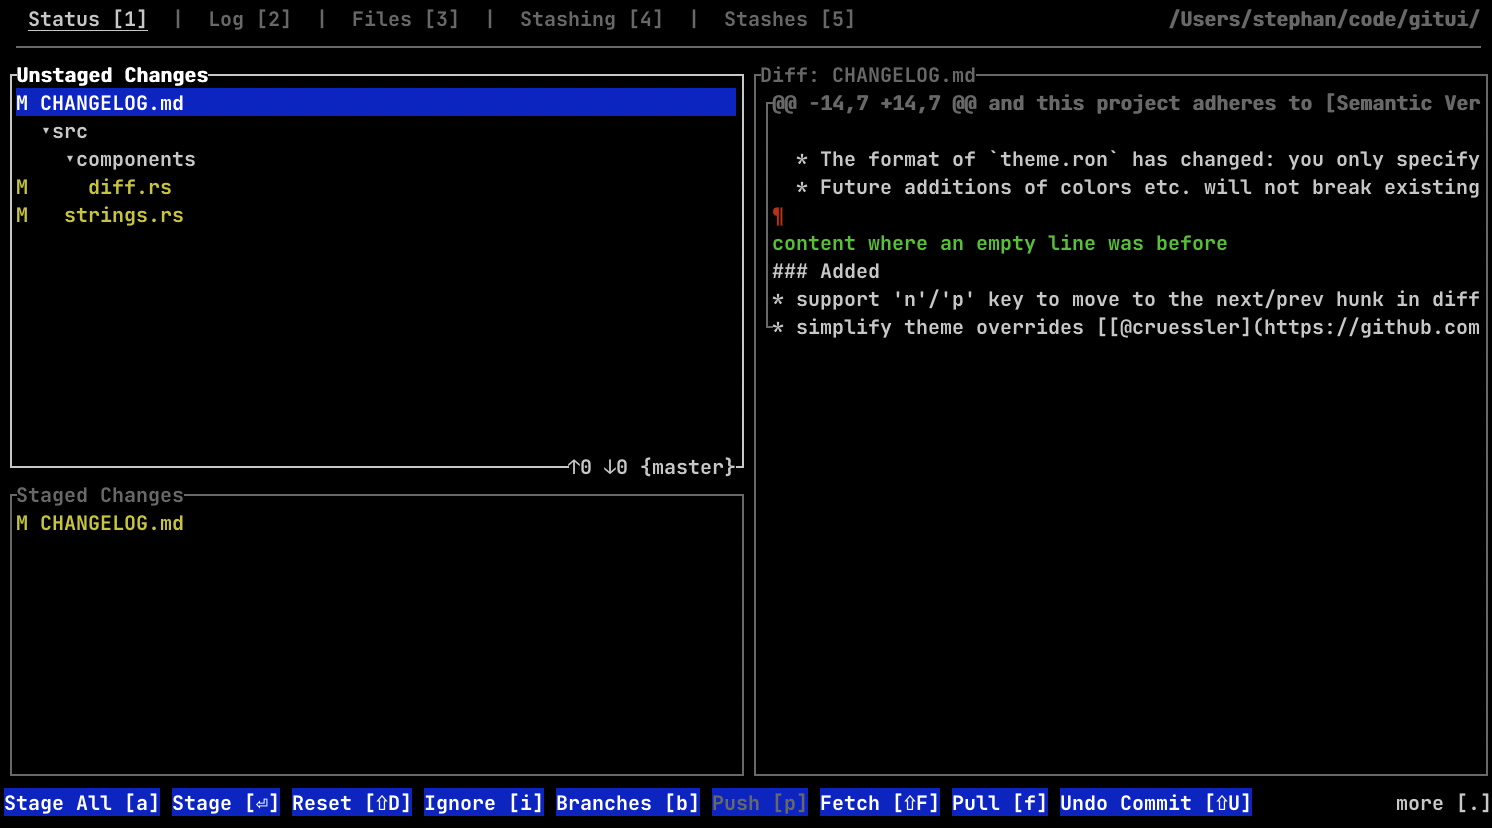 Status [1] | Log [2] | Files [3] | Stashing [4] | Stashes [5] /Users/stephan/code/gitui/
Unstaged Changes
M CHANGELOG.md
▾src
▾components
M diff.rs
M strings.rs
↑0 ↓0 {master}
Staged Changes
M CHANGELOG.md
Diff: CHANGELOG.md
@@ -14,7 +14,7 @@ and this project adheres to [Semantic Ver
* The format of `theme.ron` has changed: you only specify
* Future additions of colors etc. will not break existing
¶
content where an empty line was before
### Added
* support 'n'/'p' key to move to the next/prev hunk in diff
* simplify theme overrides [[@cruessler](https://github.com
Stage All [a] Stage [⏎] Reset [⇧D] Ignore [i] Branches [b] Push [p] Fetch [⇧F] Pull [f] Undo Commit [⇧U] more [.]